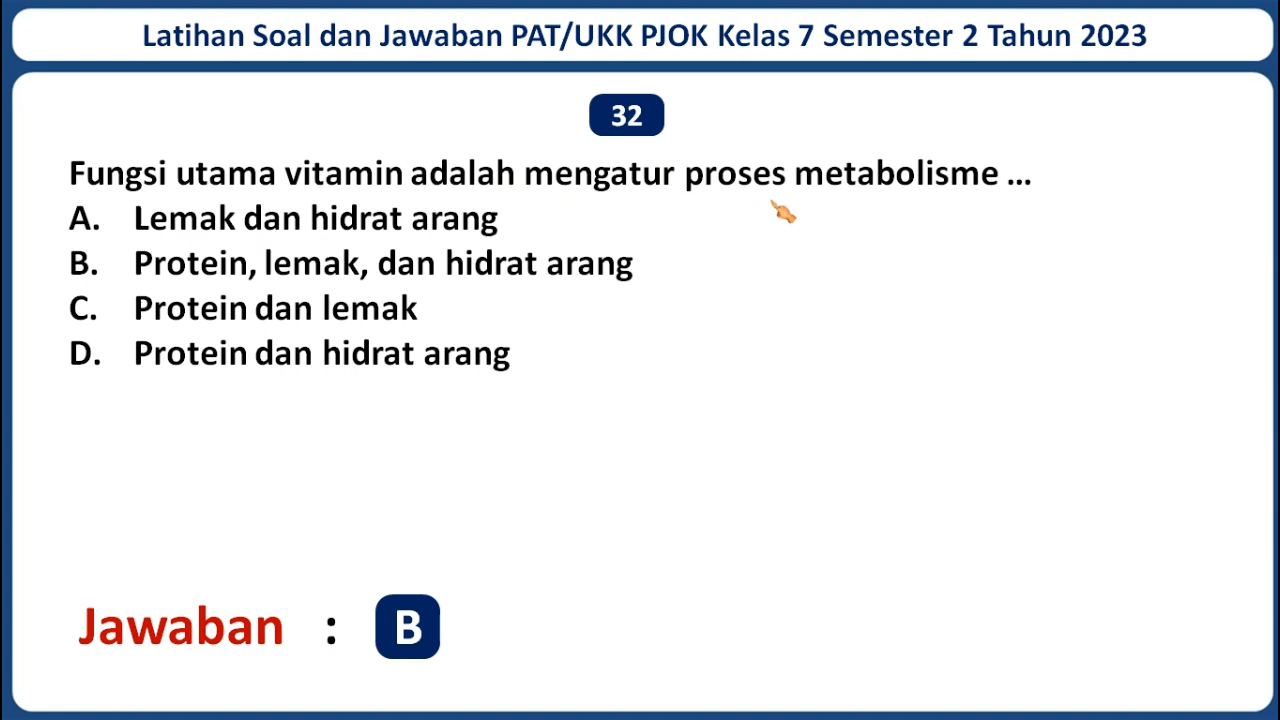 Latihan Soal dan Jawaban PAT/UKK PJOK Kelas 7 Semester 2 Tahun 2023
32
Fungsi utama vitamin adalah mengatur proses metabolisme ...
A. Lemak dan hidrat arang
B. Protein, lemak, dan hidrat arang
C. Protein dan lemak
D. Protein dan hidrat arang
Jawaban : B